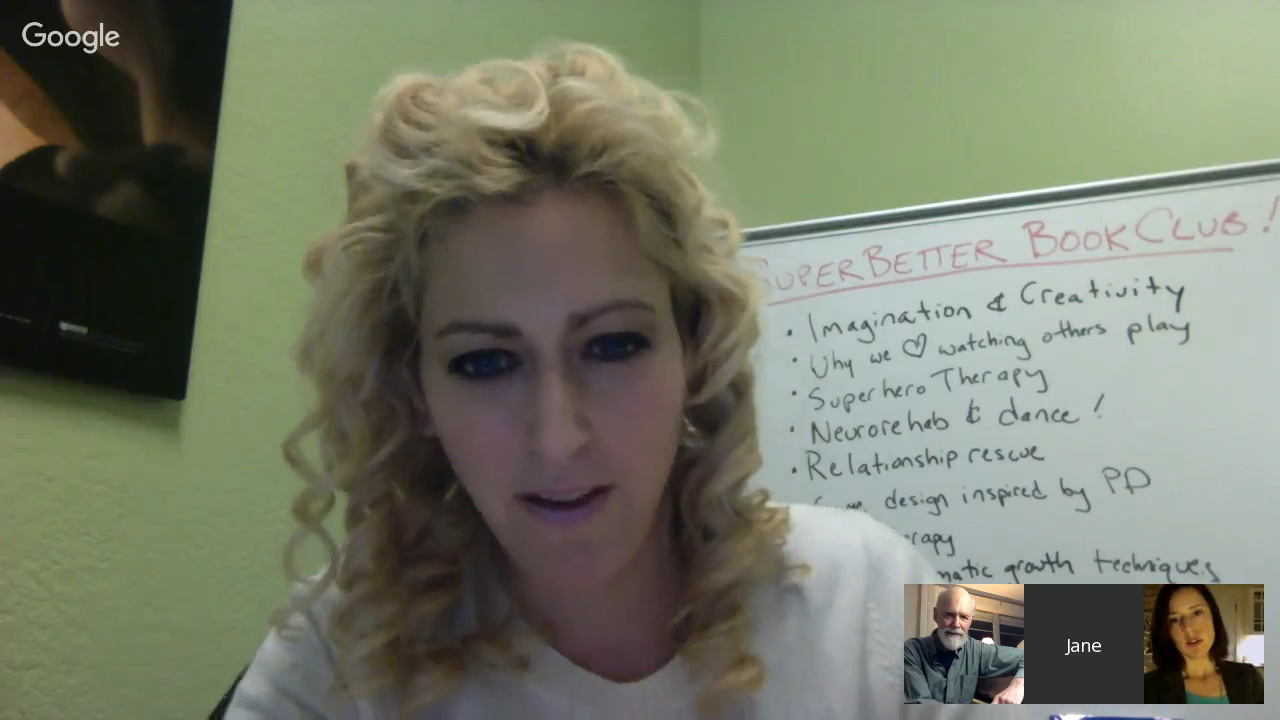 Google
SUPERBETTER BOOK CLUB!
• Imagination & Creativity
• Why we ♡ watching others play
• Superhero Therapy
• Neurorehab & dance!
• Relationship rescue
design inspired by PD
growth techniques
Jane